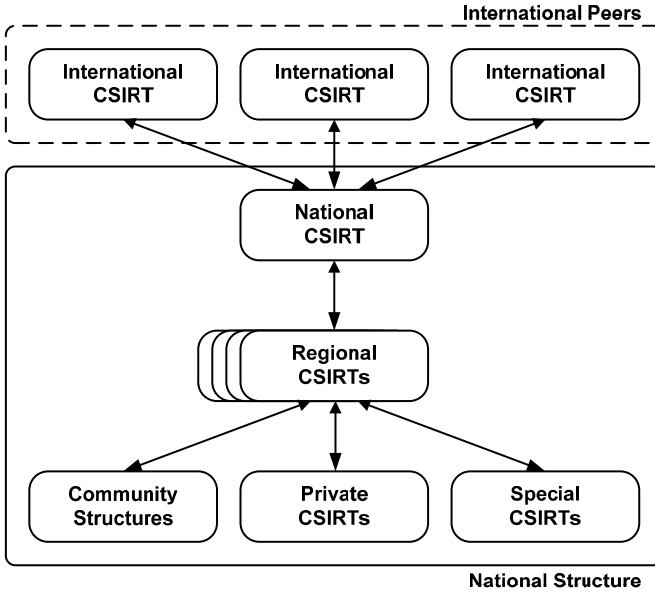 International Peers
International
CSIRT
International
CSIRT
International
CSIRT
National
CSIRT
Regional
CSIRTs
Community
Structures
Private
CSIRTs
Special
CSIRTs
National Structure